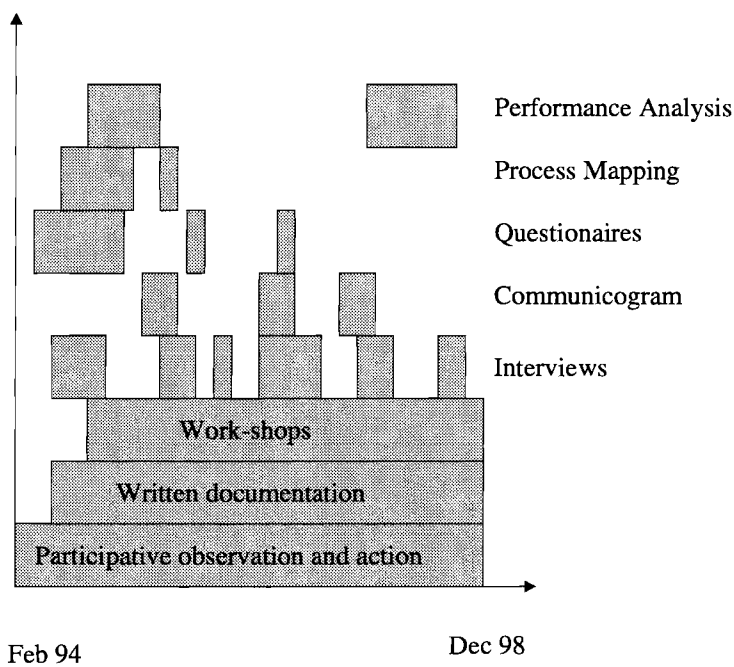 Performance Analysis
Process Mapping
Questionaires
Communicogram
Interviews
Work-shops
Written documentation
Participative observation and action
Feb 94
Dec 98